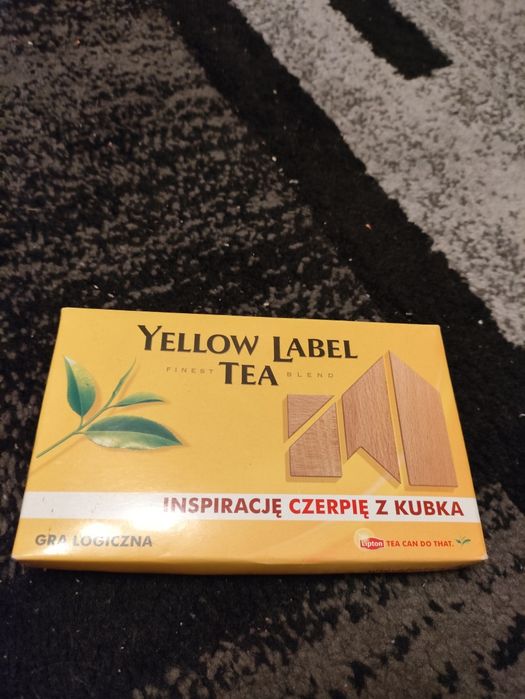 YELLOW LABEL
FINEST TEA BLEND
INSPIRACJĘ CZERPIĘ Z KUBKA
GRA LOGICZNA
Lipton TEA CAN DO THAT.